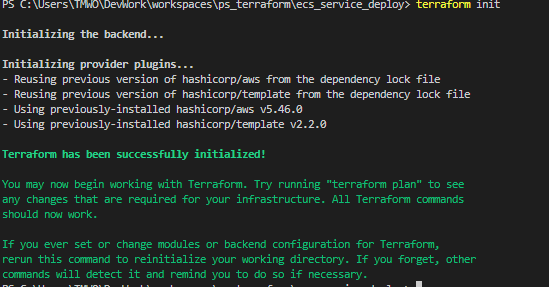 PS C:\Users\TMWO\DevWork\workspaces\ps_terraform\ecs_service_deploy> terraform init
Initializing the backend...
Initializing provider plugins...
- Reusing previous version of hashicorp/aws from the dependency lock file
- Reusing previous version of hashicorp/template from the dependency lock file
- Using previously-installed hashicorp/aws v5.46.0
- Using previously-installed hashicorp/template v2.2.0
Terraform has been successfully initialized!
You may now begin working with Terraform. Try running "terraform plan" to see
any changes that are required for your infrastructure. All Terraform commands
should now work.
If you ever set or change modules or backend configuration for Terraform,
rerun this command to reinitialize your working directory. If you forget, other
commands will detect it and remind you to do so if necessary.